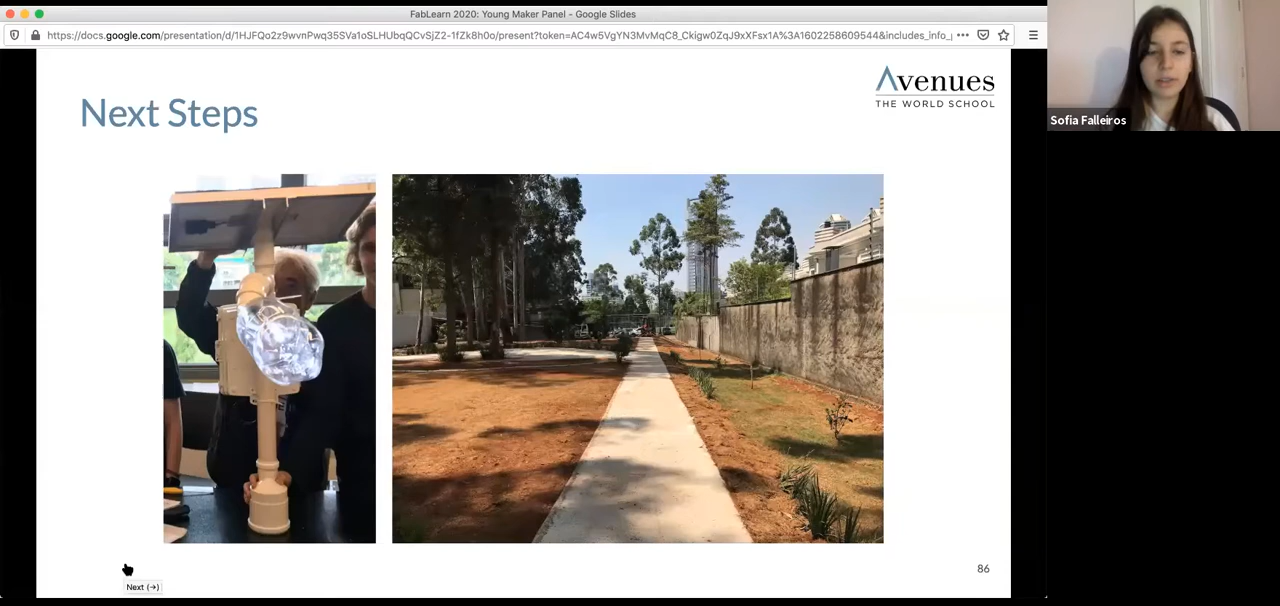 FabLearn 2020: Young Maker Panel - Google Slides
https://docs.google.com/presentation/d/1HJFQo2z9wvnPwq35SVa1oSLHUbqQCvSjZ2-1fZk8h0o/present?token=AC4w5VgYN3MvMqC8_Ckigw0ZqJ9xXFsx1A%3A1602258609544&includes_info_
Next Steps
Avenues
THE WORLD SCHOOL
Sofia Falleiros
86
Next (→)